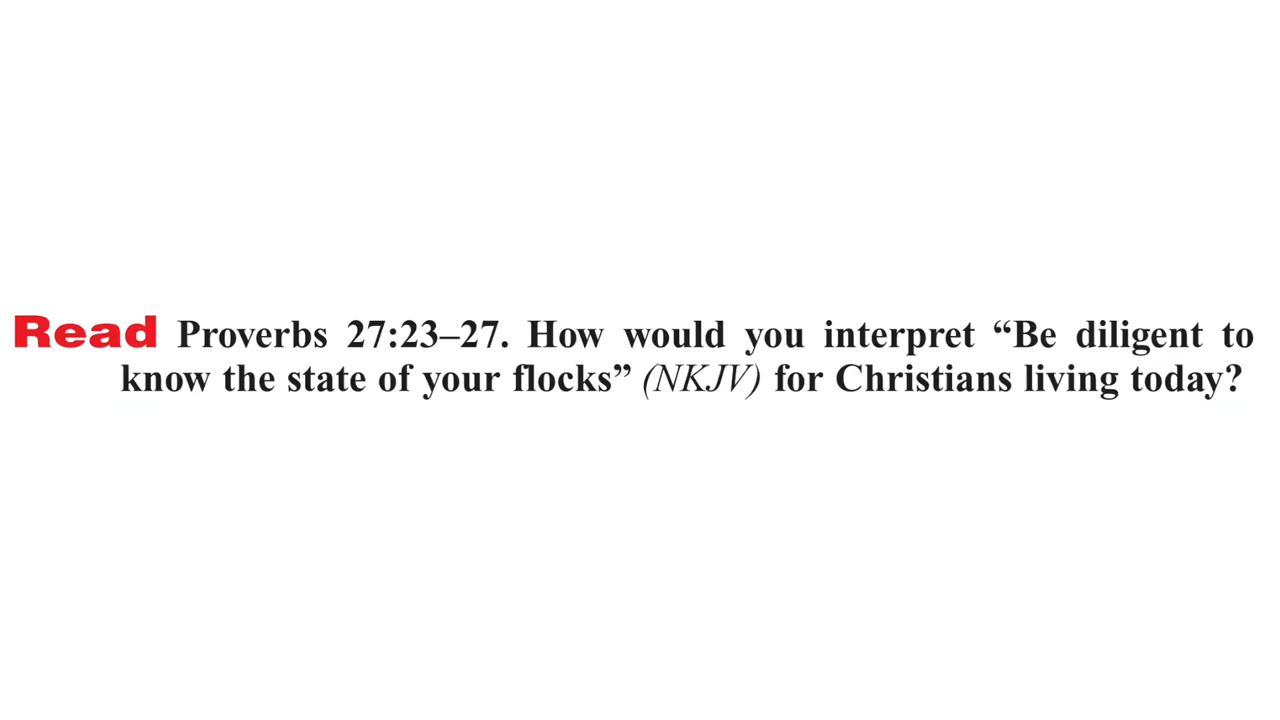 Read Proverbs 27:23–27. How would you interpret “Be diligent to
know the state of your flocks” (NKJV) for Christians living today?